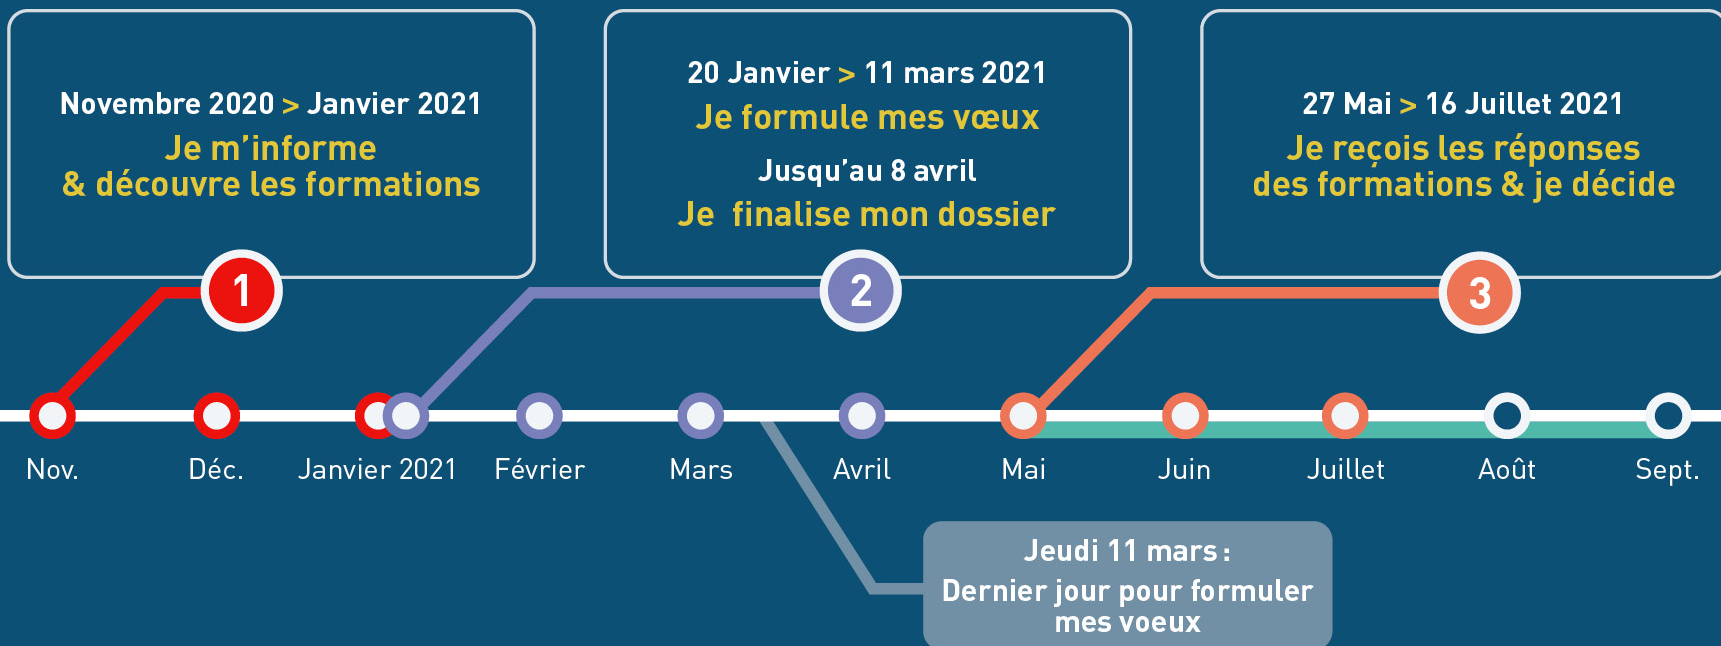 Novembre 2020 > Janvier 2021
Je m'informe
& découvre les formations
1
20 Janvier > 11 mars 2021
Je formule mes vœux
Jusqu'au 8 avril
Je finalise mon dossier
2
27 Mai > 16 Juillet 2021
Je reçois les réponses
des formations & je décide
3
Nov.
Déc.
Janvier 2021
Février
Mars
Avril
Mai
Juin
Juillet
Août
Sept.
Jeudi 11 mars :
Dernier jour pour formuler
mes voeux